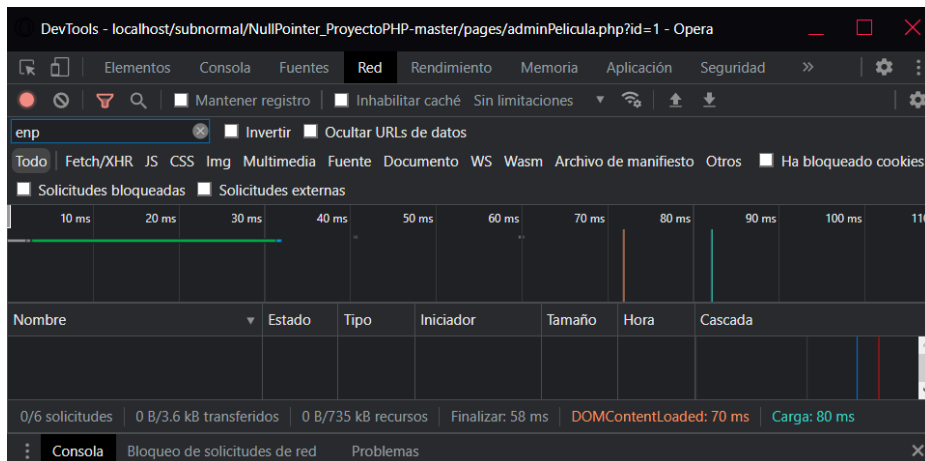 DevTools - localhost/subnormal/NullPointer_ProyectoPHP-master/pages/adminPelicula.php?id=1 - Opera
Elementos Consola Fuentes Red Rendimiento Memoria Aplicación Seguridad »
Mantener registro Inhabilitar caché Sin limitaciones
enp Invertir Ocultar URLs de datos
Todo Fetch/XHR JS CSS Img Multimedia Fuente Documento WS Wasm Archivo de manifiesto Otros Ha bloqueado cookies
Solicitudes bloqueadas Solicitudes externas
10 ms 20 ms 30 ms 40 ms 50 ms 60 ms 70 ms 80 ms 90 ms 100 ms 11
Nombre Estado Tipo Iniciador Tamaño Hora Cascada
0/6 solicitudes 0 B/3.6 kB transferidos 0 B/735 kB recursos Finalizar: 58 ms DOMContentLoaded: 70 ms Carga: 80 ms
Consola Bloqueo de solicitudes de red Problemas